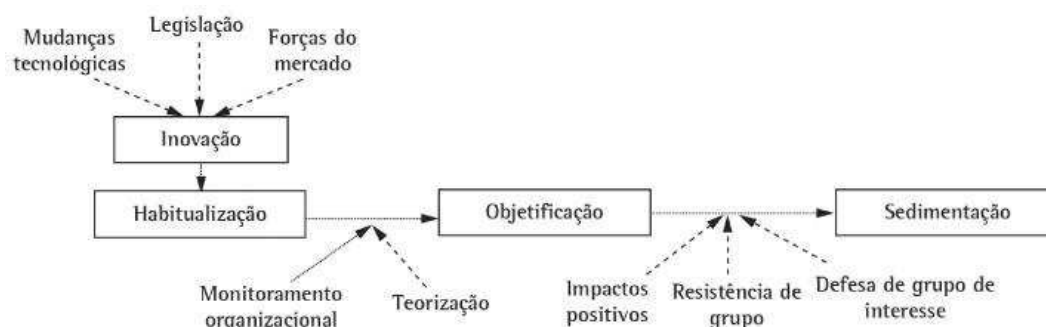 Mudanças
tecnológicas
Legislação
Forças do
mercado
Inovação
Habitualização
Objetificação
Sedimentação
Monitoramento
organizacional
Teorização
Impactos
positivos
Resistência de
grupo
Defesa de grupo de
interesse